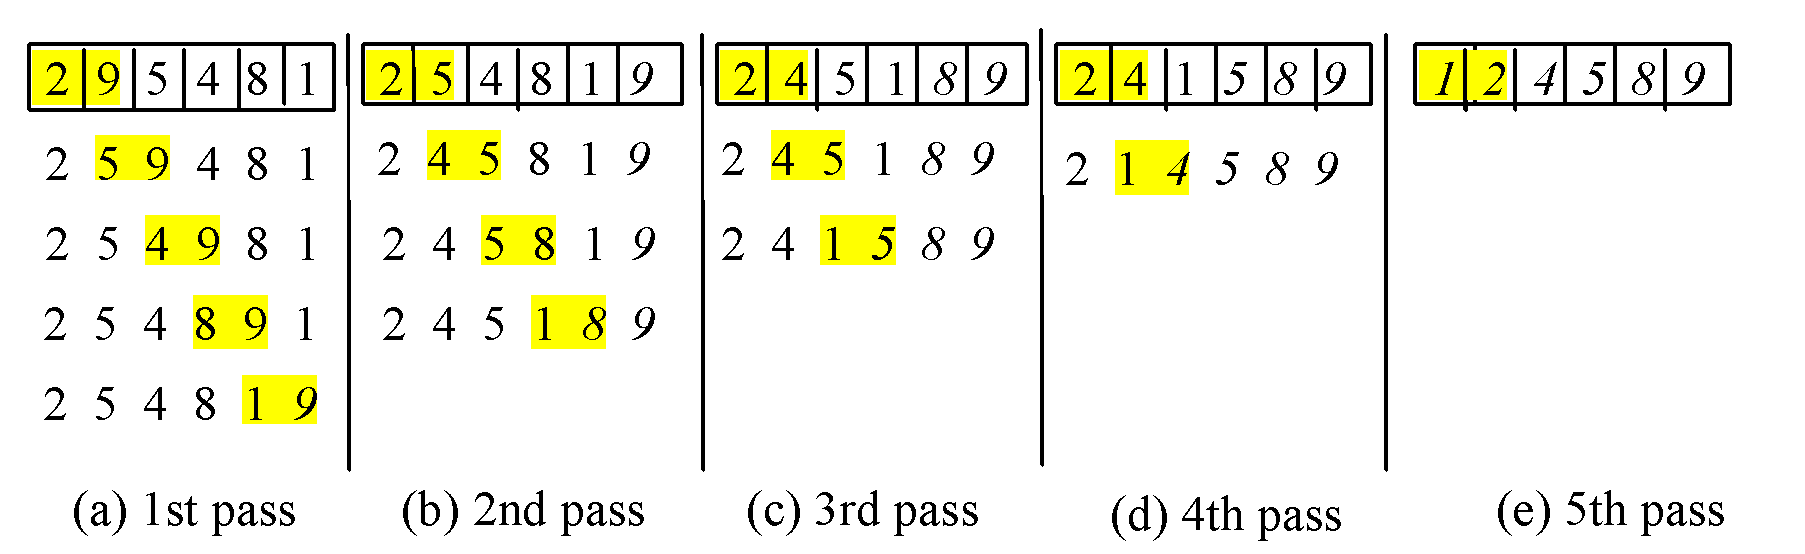 2 9 5 4 8 1
2 5 9 4 8 1
2 5 4 9 8 1
2 5 4 8 9 1
2 5 4 8 1 9
(a) 1st pass
2 5 4 8 1 9
2 4 5 8 1 9
2 4 5 8 1 9
2 4 5 1 8 9
(b) 2nd pass
2 4 5 1 8 9
2 4 5 1 8 9
2 4 1 5 8 9
(c) 3rd pass
2 4 1 5 8 9
2 1 4 5 8 9
(d) 4th pass
1 2 4 5 8 9
(e) 5th pass